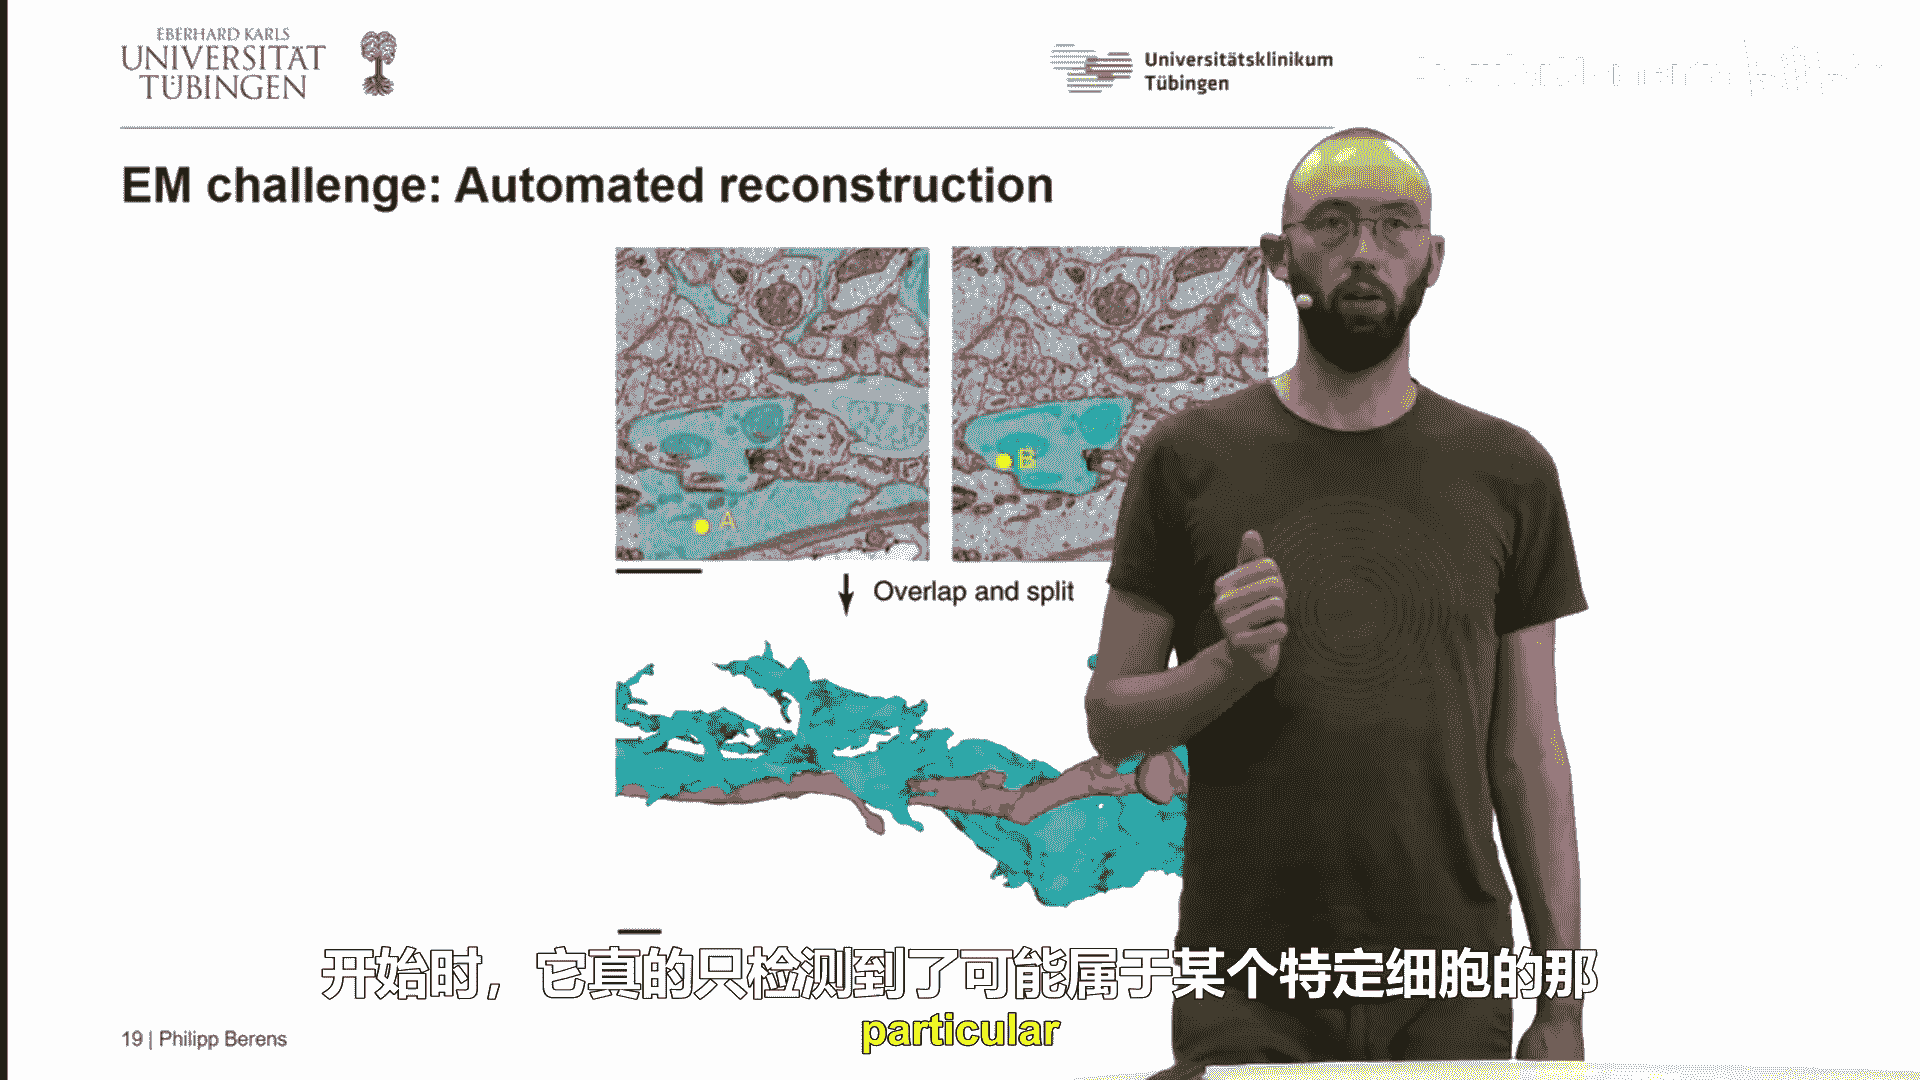 EBERHARD KARLS
UNIVERSITÄT
TÜBINGEN
Universitätsklinikum
Tübingen
EM challenge: Automated reconstruction
A
B
Overlap and split
开始时，它真的只检测到了可能属于某个特定细胞的那
particular
19 | Philipp Berens